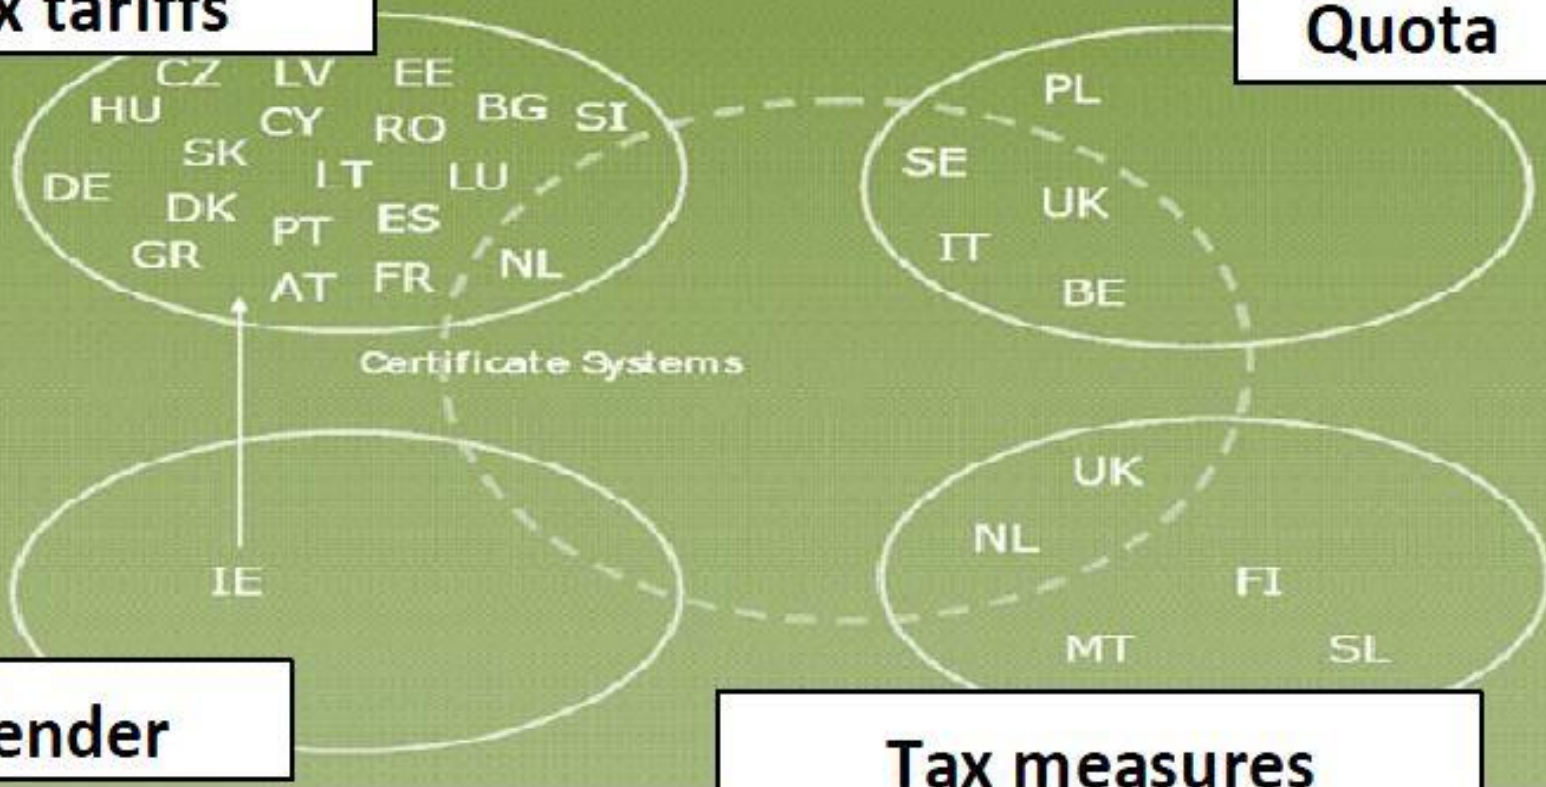 x tariffs
Quota
CZ LV EE
HU CY RO BG SI
SK LT LU
DE DK PT ES
GR AT FR NL
PL
SE UK
IT
BE
Certificate Systems
IE
UK
NL
FI
MT SL
ender
Tax measures